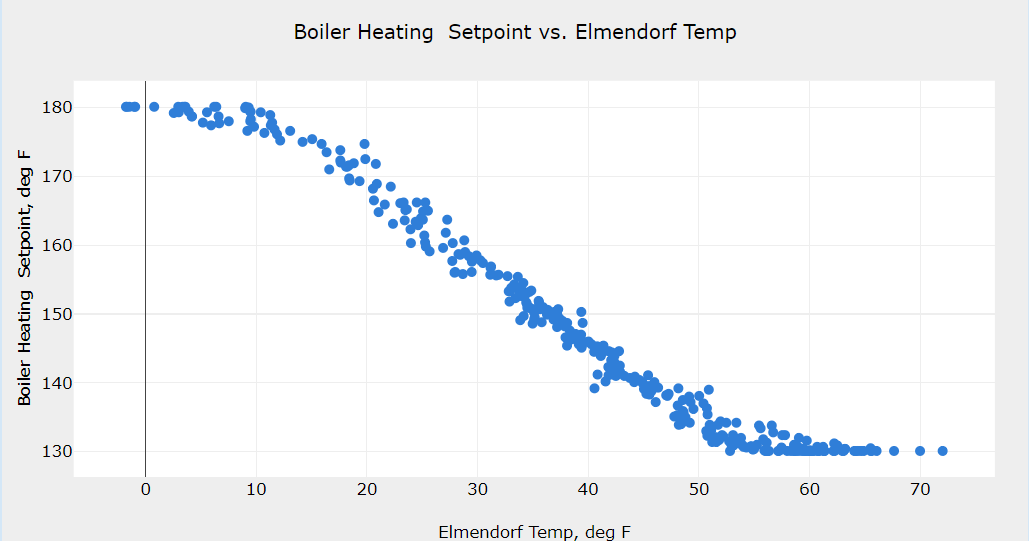 Boiler Heating  Setpoint vs. Elmendorf Temp
Boiler Heating  Setpoint, deg F
180
170
160
150
140
130
0 10 20 30 40 50 60 70
Elmendorf Temp, deg F